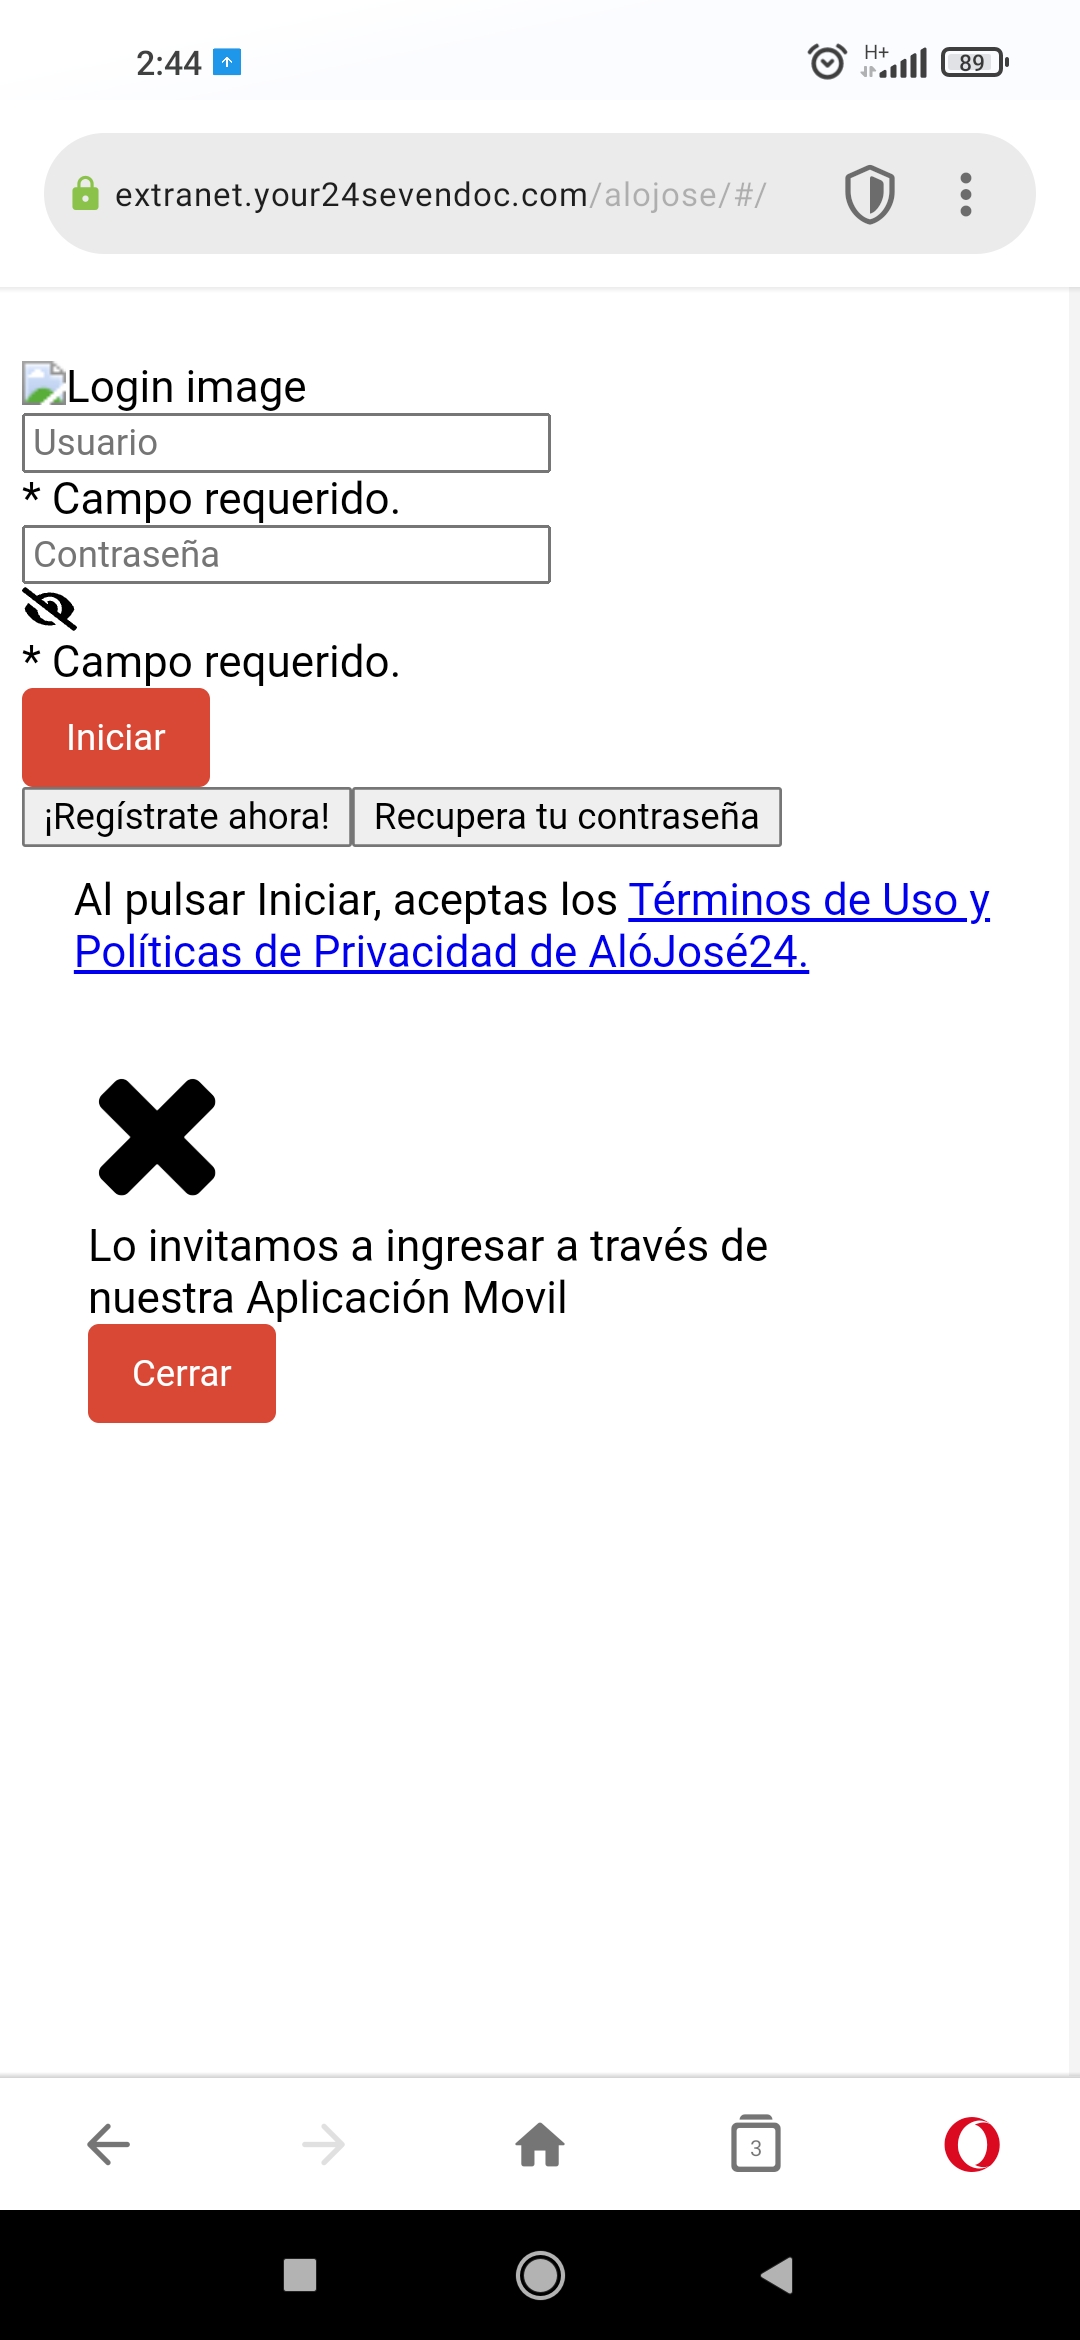 2:44
H+
89
extranet.your24sevendoc.com/alojose/#/
Login image
Usuario
* Campo requerido.
Contraseña
* Campo requerido.
Iniciar
¡Regístrate ahora! Recupera tu contraseña
Al pulsar Iniciar, aceptas los Términos de Uso y
Políticas de Privacidad de AlóJosé24.
Lo invitamos a ingresar a través de
nuestra Aplicación Movil
Cerrar
3